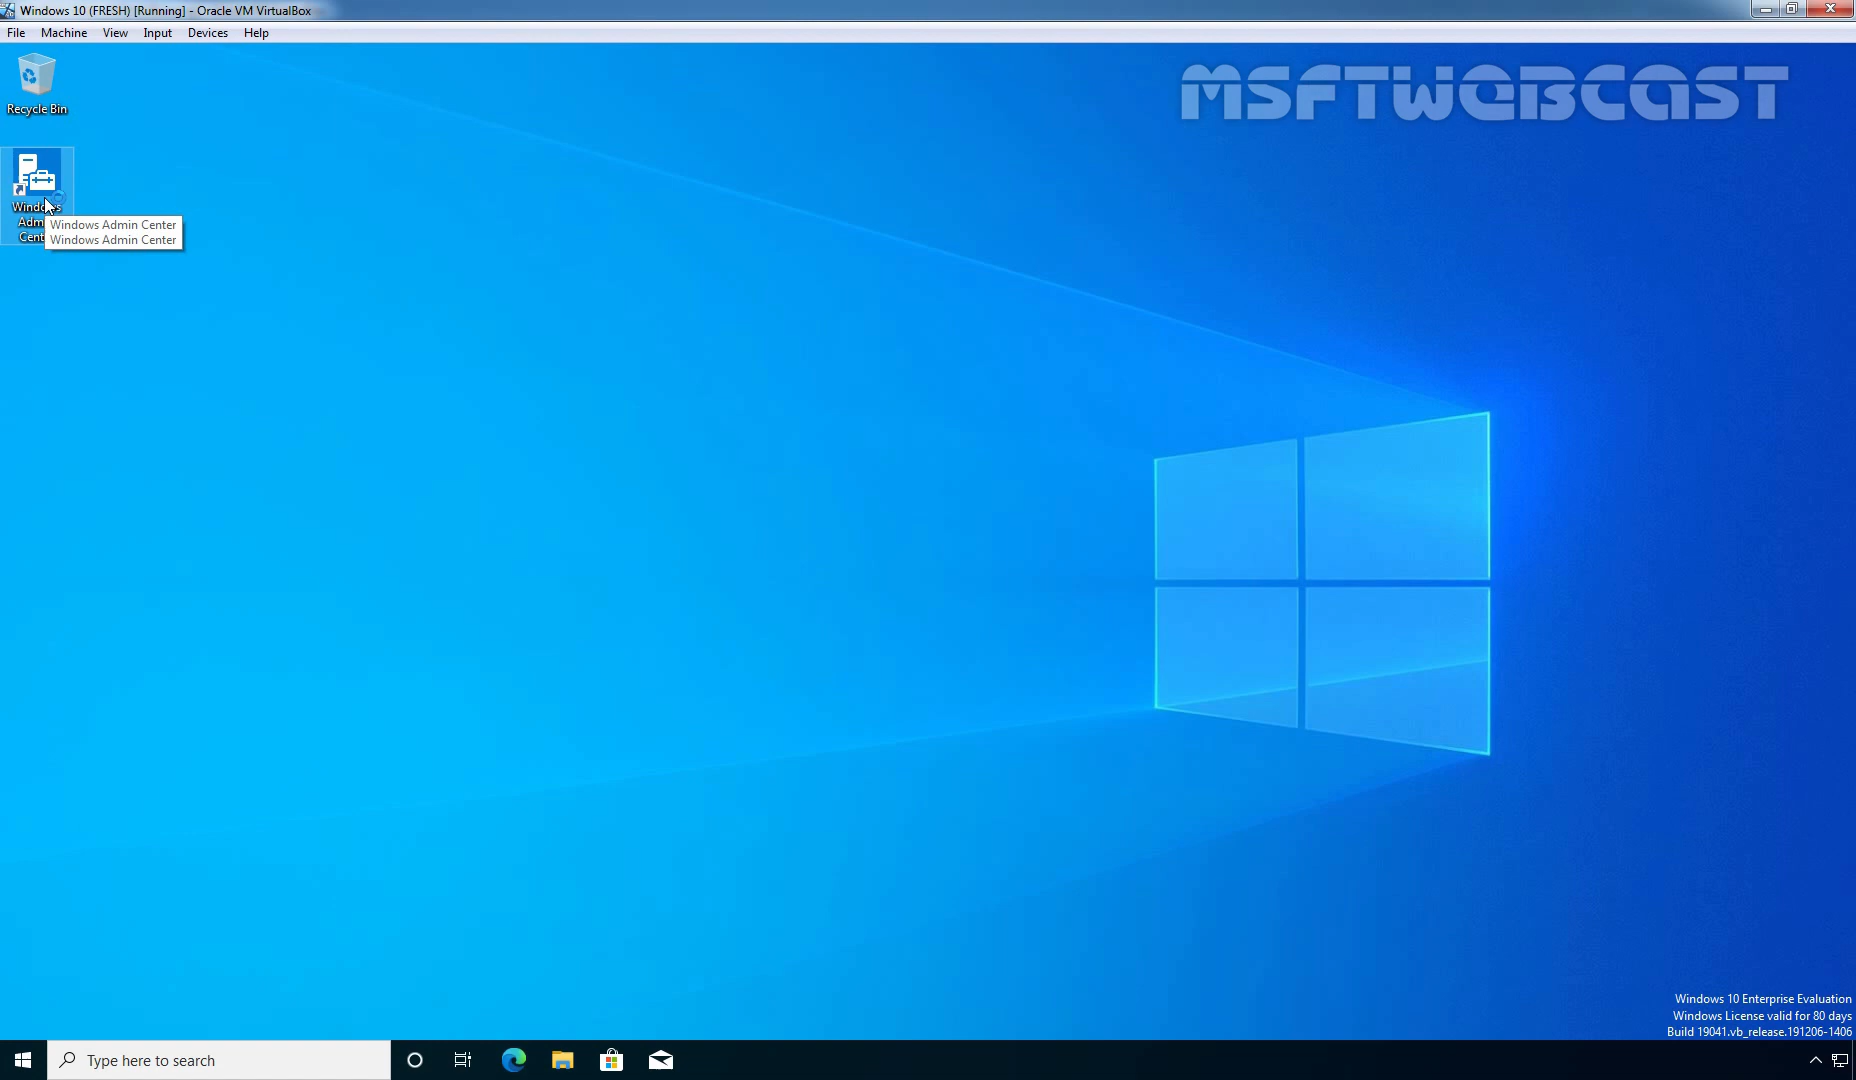 Windows 10 (FRESH) [Running] - Oracle VM VirtualBox
File Machine View Input Devices Help
MSFTWEBCAST
Recycle Bin
Windows
Windows Admin Center
Windows Admin Center
Windows 10 Enterprise Evaluation
Windows License valid for 80 days
Build 19041.vb_release.191206-1406
Type here to search